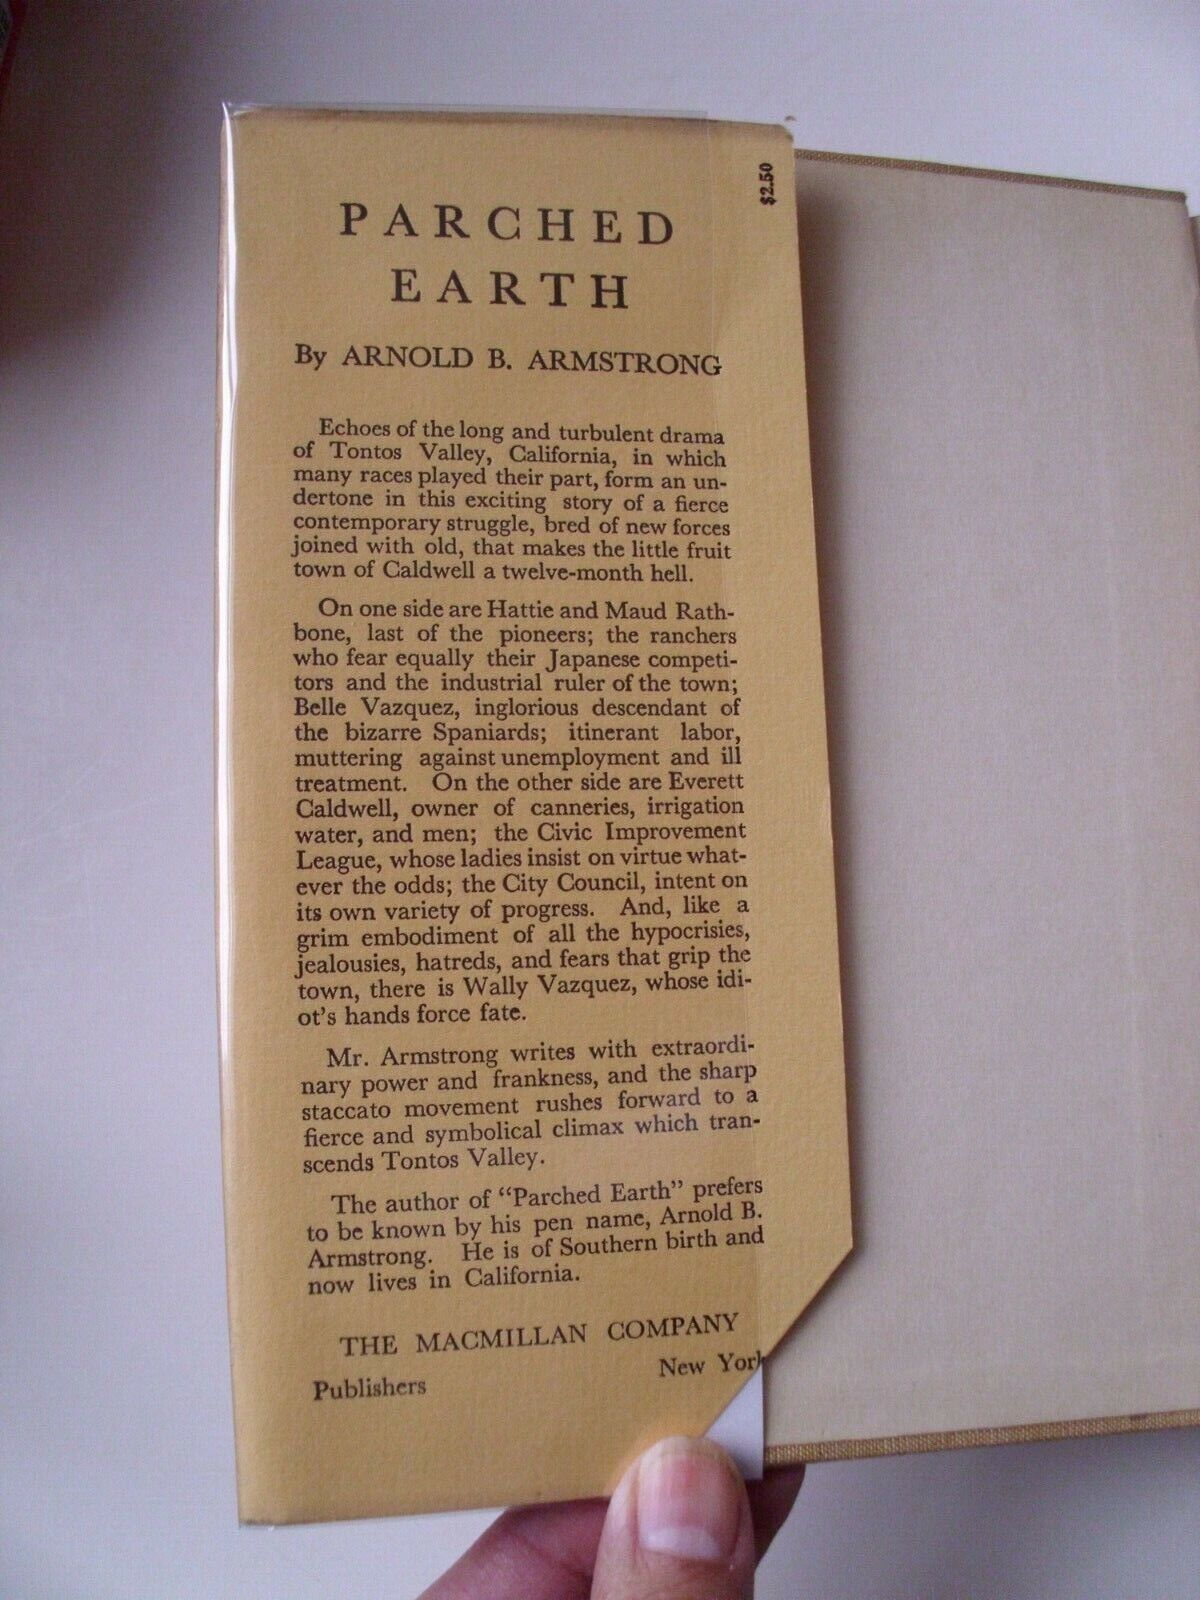 $2.50
PARCHED
EARTH
By ARNOLD B. ARMSTRONG
Echoes of the long and turbulent drama
of Tontos Valley, California, in which
many races played their part, form an un-
dertone in this exciting story of a fierce
contemporary struggle, bred of new forces
joined with old, that makes the little fruit
town of Caldwell a twelve-month hell.
On one side are Hattie and Maud Rath-
bone, last of the pioneers; the ranchers
who fear equally their Japanese competi-
tors and the industrial ruler of the town;
Belle Vazquez, inglorious descendant of
the bizarre Spaniards; itinerant labor,
muttering against unemployment and ill
treatment. On the other side are Everett
Caldwell, owner of canneries, irrigation
water, and men; the Civic Improvement
League, whose ladies insist on virtue what-
ever the odds; the City Council, intent on
its own variety of progress. And, like a
grim embodiment of all the hypocrisies,
jealousies, hatreds, and fears that grip the
town, there is Wally Vazquez, whose idi-
ot's hands force fate.
Mr. Armstrong writes with extraordi-
nary power and frankness, and the sharp
staccato movement rushes forward to a
fierce and symbolical climax which tran-
scends Tontos Valley.
The author of "Parched Earth" prefers
to be known by his pen name, Arnold B.
Armstrong. He is of Southern birth and
now lives in California.
THE MACMILLAN COMPANY
Publishers New York